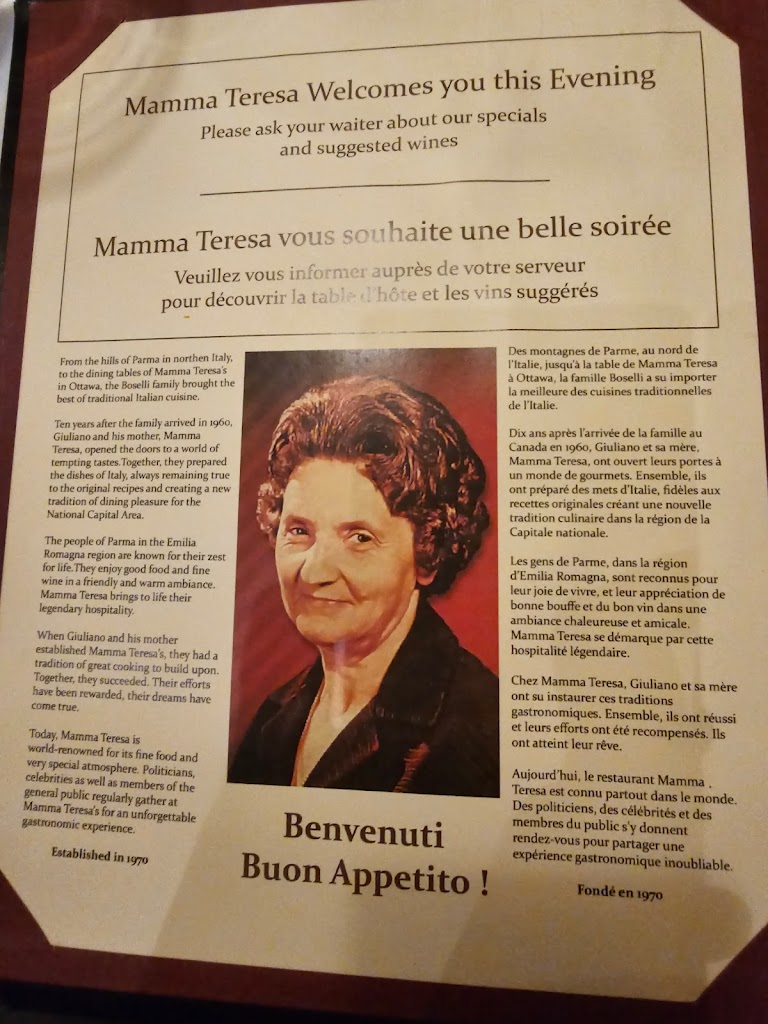 Mamma Teresa Welcomes you this Evening
Please ask your waiter about our specials
and suggested wines
Mamma Teresa vous souhaite une belle soirée
Veuillez vous informer auprès de votre serveur
pour découvrir la table d'hôte et les vins suggérés
From the hills of Parma in northen Italy,
to the dining tables of Mamma Teresa's
in Ottawa, the Boselli family brought the
best of traditional Italian cuisine.
Ten years after the family arrived in 1960,
Giuliano and his mother, Mamma
Teresa, opened the doors to a world of
tempting tastes.Together, they prepared
the dishes of Italy, always remaining true
to the original recipes and creating a new
tradition of dining pleasure for the
National Capital Area.
The people of Parma in the Emilia
Romagna region are known for their zest
for life.They enjoy good food and fine
wine in a friendly and warm ambiance.
Mamma Teresa brings to life their
legendary hospitality.
When Giuliano and his mother
established Mamma Teresa's, they had a
tradition of great cooking to build upon.
Together, they succeeded. Their efforts
have been rewarded, their dreams have
come true.
Today, Mamma Teresa is
world-renowned for its fine food and
very special atmosphere. Politicians,
celebrities as well as members of the
general public regularly gather at
Mamma Teresa's for an unforgettable
gastronomic experience.
Established in 1970
Benvenuti
Buon Appetito !
Des montagnes de Parme, au nord de
l'Italie, jusqu'à la table de Mamma Teresa
à Ottawa, la famille Boselli a su importer
la meilleure des cuisines traditionnelles
de l'Italie.
Dix ans après l'arrivée de la famille au
Canada en 1960, Giuliano et sa mère,
Mamma Teresa, ont ouvert leurs portes à
un monde de gourmets. Ensemble, ils
ont préparé des mets d'Italie, fidèles aux
recettes originales créant une nouvelle
tradition culinaire dans la région de la
Capitale nationale.
Les gens de Parme, dans la région
d'Emilia Romagna, sont reconnus pour
leur joie de vivre, et leur appréciation de
bonne bouffe et du bon vin dans une
ambiance chaleureuse et amicale.
Mamma Teresa se démarque par cette
hospitalité légendaire.
Chez Mamma Teresa, Giuliano et sa mère
ont su instaurer ces traditions
gastronomiques. Ensemble, ils ont réussi
et leurs efforts ont été recompensés. Ils
ont atteint leur rêve.
Aujourd'hui, le restaurant Mamma .
Teresa est connu partout dans le monde.
Des politiciens, des célébrités et des
membres du public s'y donnent
rendez-vous pour partager une
expérience gastronomique inoubliable.
Fondé en 1970